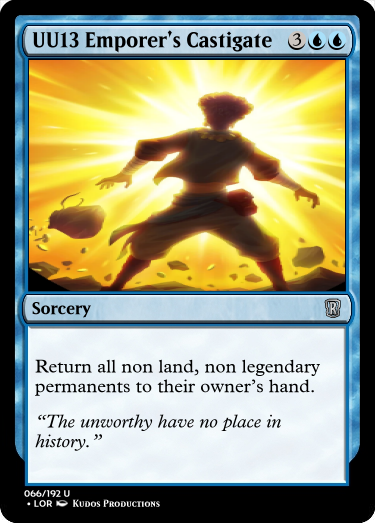 UU13 Emporer's Castigate 3
Sorcery R
Return all non land, non legendary
permanents to their owner's hand.
“The unworthy have no place in
history.”
066/192 U
• LOR Kudos Productions